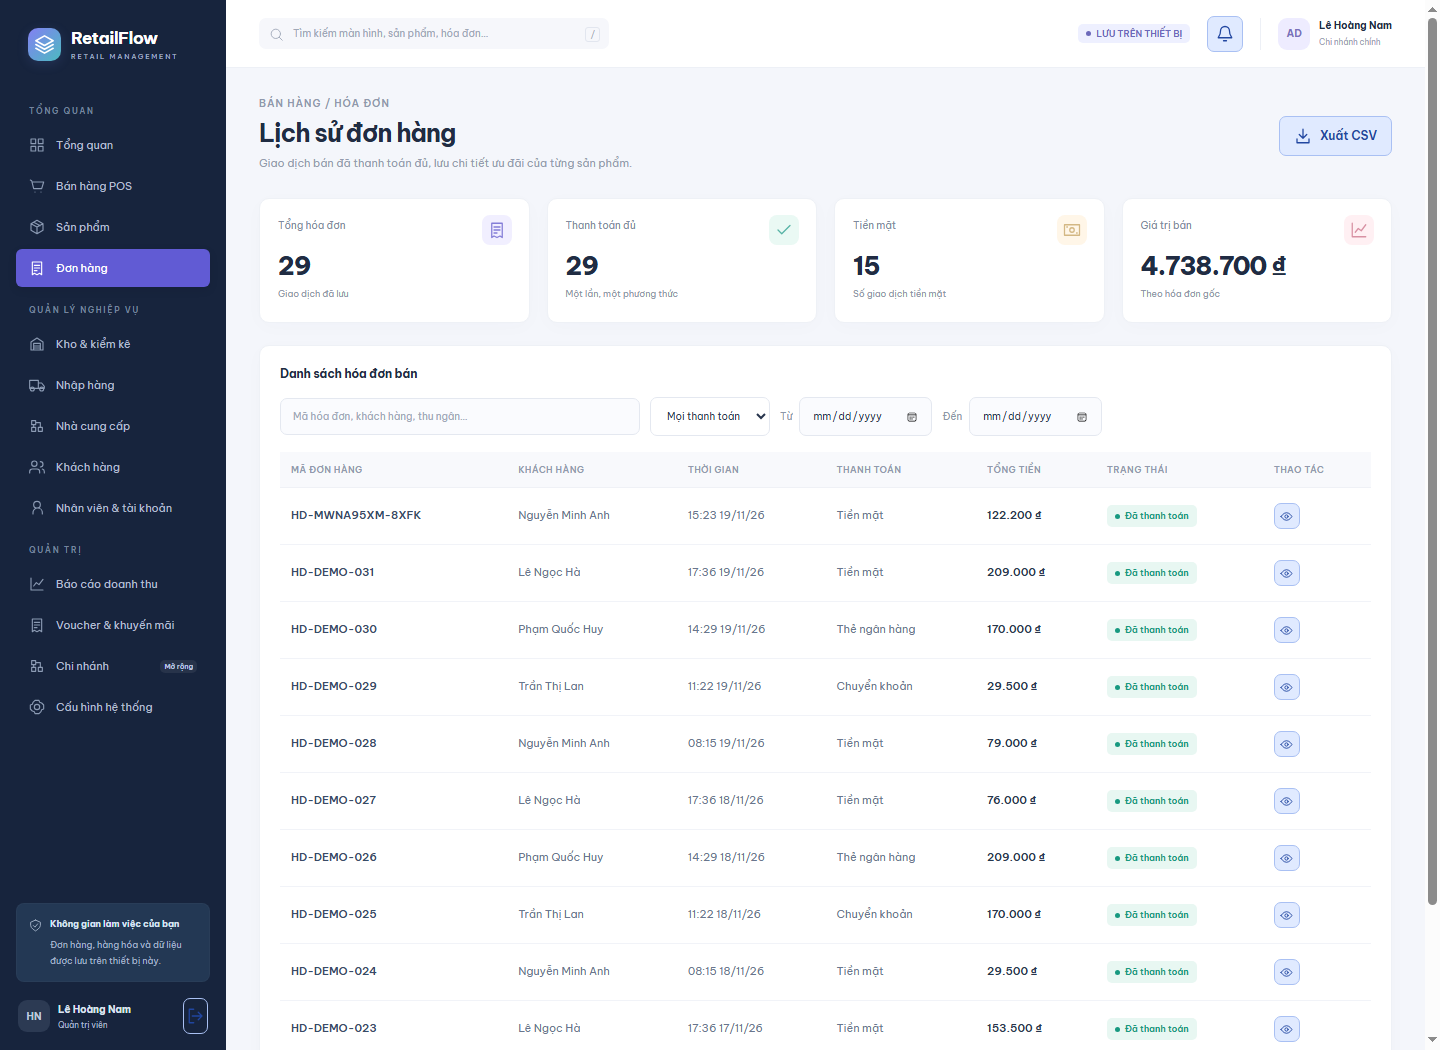 RetailFlow
RETAIL MANAGEMENT
TỔNG QUAN
Tổng quan
Bán hàng POS
Sản phẩm
Đơn hàng
QUẢN LÝ NGHIỆP VỤ
Kho & kiểm kê
Nhập hàng
Nhà cung cấp
Khách hàng
Nhân viên & tài khoản
QUẢN TRỊ
Báo cáo doanh thu
Voucher & khuyến mãi
Chi nhánh Mở rộng
Cấu hình hệ thống
Không gian làm việc của bạn
Đơn hàng, hàng hóa và dữ liệu
được lưu trên thiết bị này.
HN
Lê Hoàng Nam
Quản trị viên
Tìm kiếm màn hình, sản phẩm, hóa đơn... /
LƯU TRÊN THIẾT BỊ
AD
Lê Hoàng Nam
Chi nhánh chính
BÁN HÀNG / HÓA ĐƠN
Lịch sử đơn hàng
Giao dịch bán đã thanh toán đủ, lưu chi tiết ưu đãi của từng sản phẩm.
Xuất CSV
Tổng hóa đơn
29
Giao dịch đã lưu
Thanh toán đủ
29
Một lần, một phương thức
Tiền mặt
15
Số giao dịch tiền mặt
Giá trị bán
4.738.700 ₫
Theo hóa đơn gốc
Danh sách hóa đơn bán
Mã hóa đơn, khách hàng, thu ngân... Mọi thanh toán Từ mm/dd/yyyy Đến mm/dd/yyyy
MÃ ĐƠN HÀNG KHÁCH HÀNG THỜI GIAN THANH TOÁN TỔNG TIỀN TRẠNG THÁI THAO TÁC
HD-MWNA95XM-8XFK Nguyễn Minh Anh 15:23 19/11/26 Tiền mặt 122.200 ₫ Đã thanh toán
HD-DEMO-031 Lê Ngọc Hà 17:36 19/11/26 Tiền mặt 209.000 ₫ Đã thanh toán
HD-DEMO-030 Phạm Quốc Huy 14:29 19/11/26 Thẻ ngân hàng 170.000 ₫ Đã thanh toán
HD-DEMO-029 Trần Thị Lan 11:22 19/11/26 Chuyển khoản 29.500 ₫ Đã thanh toán
HD-DEMO-028 Nguyễn Minh Anh 08:15 19/11/26 Tiền mặt 79.000 ₫ Đã thanh toán
HD-DEMO-027 Lê Ngọc Hà 17:36 18/11/26 Tiền mặt 76.000 ₫ Đã thanh toán
HD-DEMO-026 Phạm Quốc Huy 14:29 18/11/26 Thẻ ngân hàng 209.000 ₫ Đã thanh toán
HD-DEMO-025 Trần Thị Lan 11:22 18/11/26 Chuyển khoản 170.000 ₫ Đã thanh toán
HD-DEMO-024 Nguyễn Minh Anh 08:15 18/11/26 Tiền mặt 29.500 ₫ Đã thanh toán
HD-DEMO-023 Lê Ngọc Hà 17:36 17/11/26 Tiền mặt 153.500 ₫ Đã thanh toán